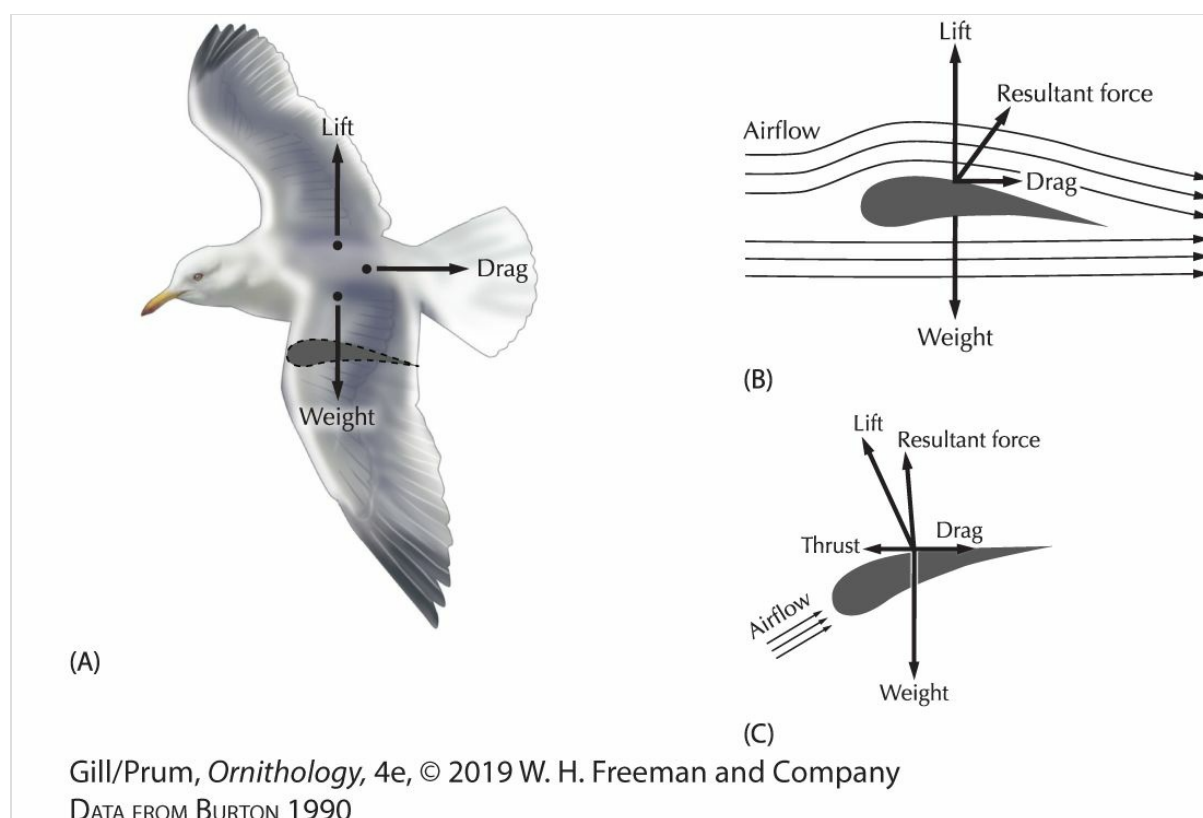 Lift
Drag
Weight
(A)
Lift
Resultant force
Airflow
Drag
Weight
(B)
Lift
Resultant force
Thrust
Drag
Airflow
Weight
(C)
Gill/Prum, Ornithology, 4e, © 2019 W. H. Freeman and Company
DATA FROM BURTON 1990